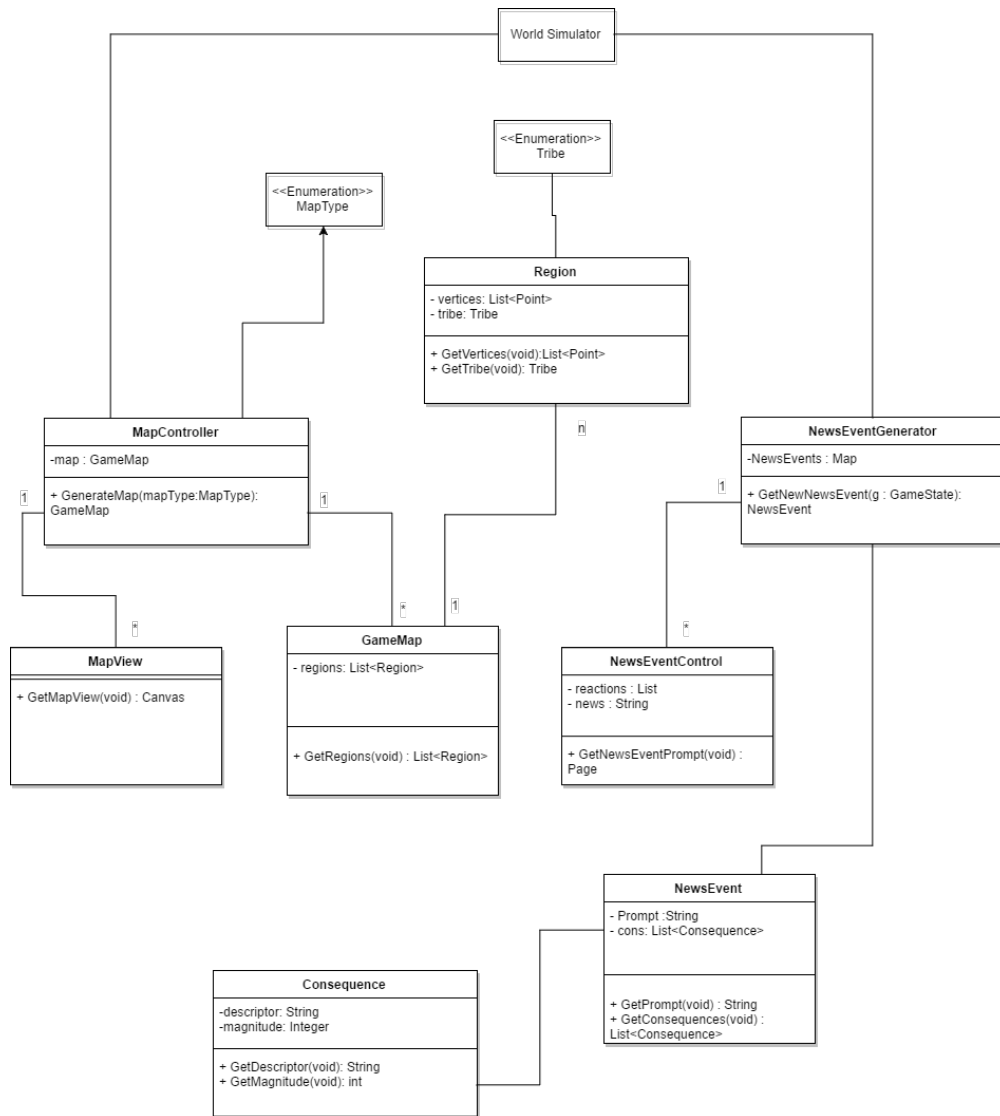 World Simulator
<<Enumeration>>
Tribe
<<Enumeration>>
MapType
Region
- vertices: List<Point>
- tribe: Tribe
+ GetVertices(void):List<Point>
+ GetTribe(void): Tribe
n
MapController
-map : GameMap
+ GenerateMap(mapType:MapType):
GameMap
1
1
NewsEventGenerator
-NewsEvents : Map
+ GetNewNewsEvent(g : GameState):
NewsEvent
1
*
*
1
*
MapView
+ GetMapView(void) : Canvas
GameMap
- regions: List<Region>
+ GetRegions(void) : List<Region>
NewsEventControl
- reactions : List
- news : String
+ GetNewsEventPrompt(void) :
Page
NewsEvent
- Prompt :String
- cons: List<Consequence>
+ GetPrompt(void) : String
+ GetConsequences(void) :
List<Consequence>
Consequence
-descriptor: String
-magnitude: Integer
+ GetDescriptor(void): String
+ GetMagnitude(void): int